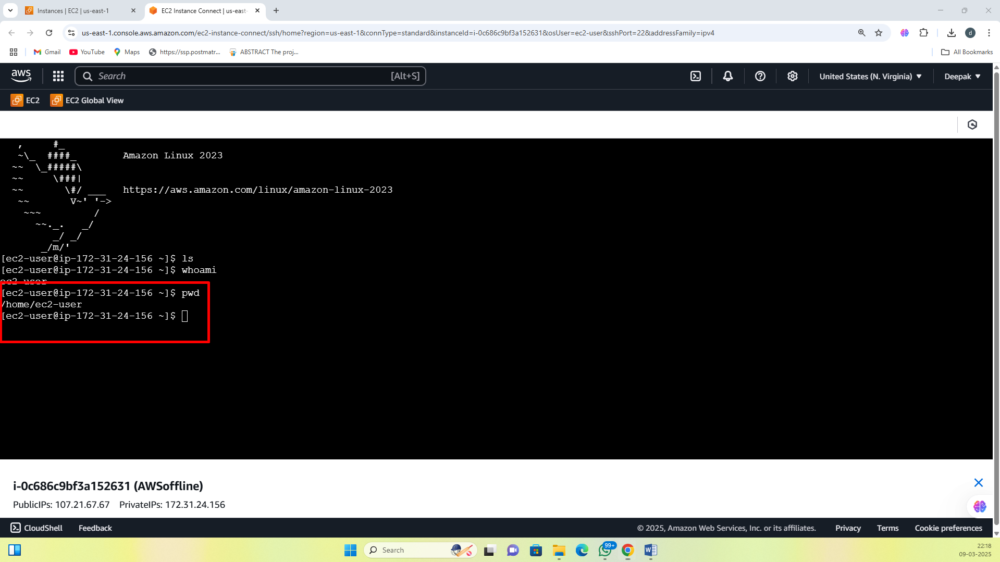 Instances | EC2 | us-east-1
EC2 Instance Connect | us-east-
us-east-1.console.aws.amazon.com/ec2-instance-connect/ssh/home?region=us-east-1&connType=standard&instanceId=i-0c686c9bf3a152631&osUser=ec2-user&sshPort=22&addressFamily=ipv4
d
Gmail
YouTube
Maps
https://ssp.postmatr...
ABSTRACT The proj...
All Bookmarks
aws
Search
[Alt+S]
United States (N. Virginia)
Deepak
EC2
EC2 Global View
   ,     #_
   ~\_  ####_        Amazon Linux 2023
  ~~  \_#####\
  ~~     \###|
  ~~       \#/ ___   https://aws.amazon.com/linux/amazon-linux-2023
   ~~       V~' '->
    ~~~         /
      ~~._.   _/
         _/ _/
       _/m/'
[ec2-user@ip-172-31-24-156 ~]$ ls
[ec2-user@ip-172-31-24-156 ~]$ whoami
ec2-user
[ec2-user@ip-172-31-24-156 ~]$ pwd
/home/ec2-user
[ec2-user@ip-172-31-24-156 ~]$
i-0c686c9bf3a152631 (AWSoffline)
PublicIPs: 107.21.67.67 PrivateIPs: 172.31.24.156
CloudShell
Feedback
© 2025, Amazon Web Services, Inc. or its affiliates.
Privacy
Terms
Cookie preferences
Search
99+
22:18
09-03-2025